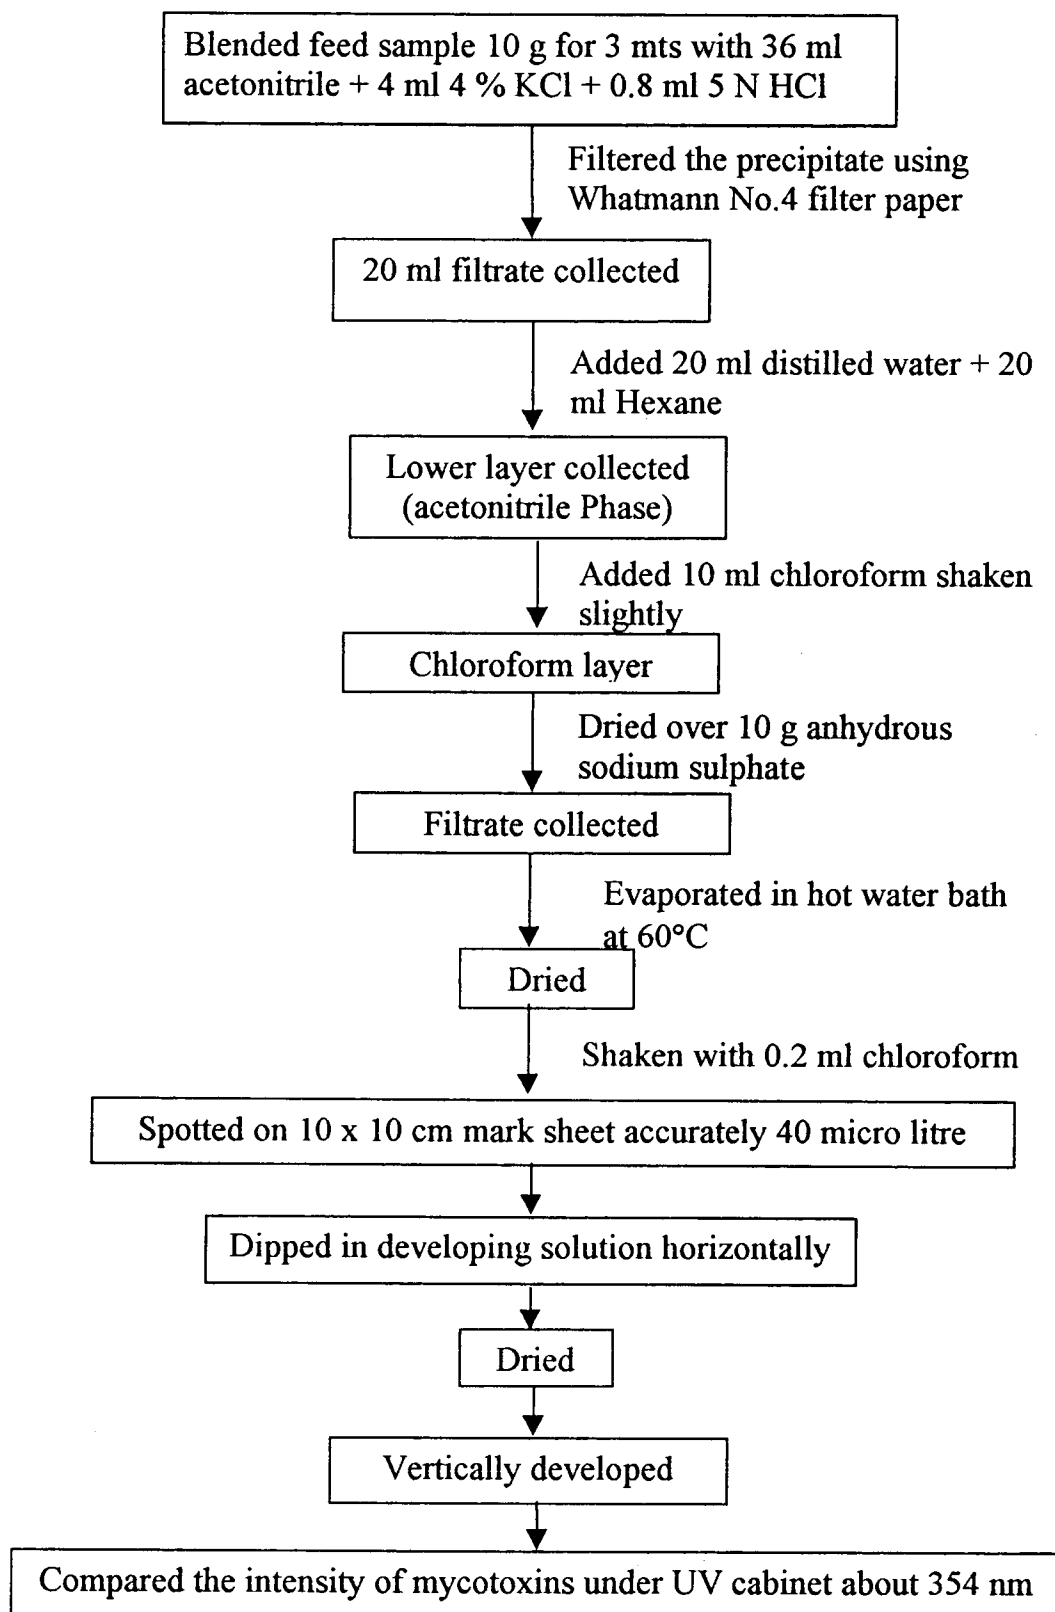 Blended feed sample 10 g for 3 mts with 36 ml
acetonitrile + 4 ml 4 % KCl + 0.8 ml 5 N HCl
Filtered the precipitate using
Whatmann No.4 filter paper
20 ml filtrate collected
Added 20 ml distilled water + 20
ml Hexane
Lower layer collected
(acetonitrile Phase)
Added 10 ml chloroform shaken
slightly
Chloroform layer
Dried over 10 g anhydrous
sodium sulphate
Filtrate collected
Evaporated in hot water bath
at 60°C
Dried
Shaken with 0.2 ml chloroform
Spotted on 10 x 10 cm mark sheet accurately 40 micro litre
Dipped in developing solution horizontally
Dried
Vertically developed
Compared the intensity of mycotoxins under UV cabinet about 354 nm